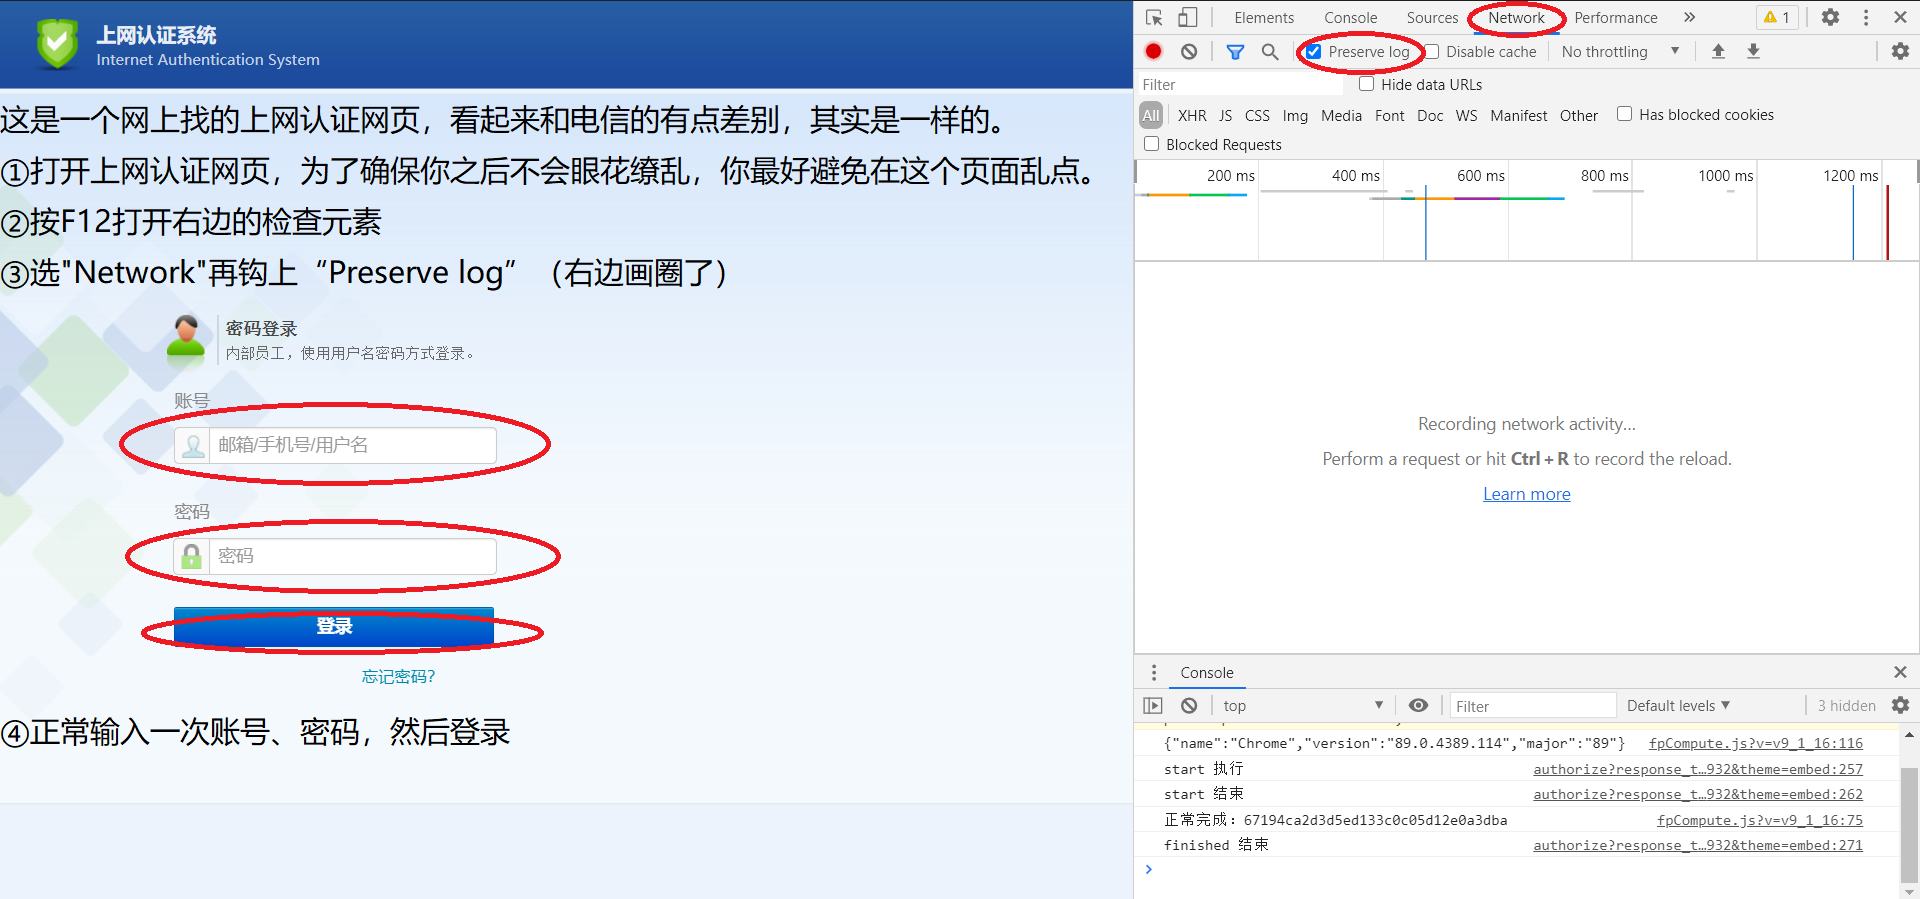 上网认证系统
Internet Authentication System
这是一个网上找的上网认证网页，看起来和电信的有点差别，其实是一样的。
①打开上网认证网页，为了确保你之后不会眼花缭乱，你最好避免在这个页面乱点。
②按F12打开右边的检查元素
③选"Network"再钩上“Preserve log”（右边画圈了）
密码登录
内部员工，使用用户名密码方式登录。
账号
邮箱/手机号/用户名
密码
密码
登录
忘记密码?
④正常输入一次账号、密码，然后登录
Elements Console Sources Network Performance » 1
Preserve log Disable cache No throttling
Filter Hide data URLs
All XHR JS CSS Img Media Font Doc WS Manifest Other Has blocked cookies
Blocked Requests
200 ms 400 ms 600 ms 800 ms 1000 ms 1200 ms
Recording network activity...
Perform a request or hit Ctrl + R to record the reload.
Learn more
Console
top Filter Default levels 3 hidden
{"name":"Chrome","version":"89.0.4389.114","major":"89"} fpCompute.js?v=v9_1_16:116
start 执行 authorize?response_t…932&theme=embed:257
start 结束 authorize?response_t…932&theme=embed:262
正常完成：67194ca2d3d5ed133c0c05d12e0a3dba fpCompute.js?v=v9_1_16:75
finished 结束 authorize?response_t…932&theme=embed:271